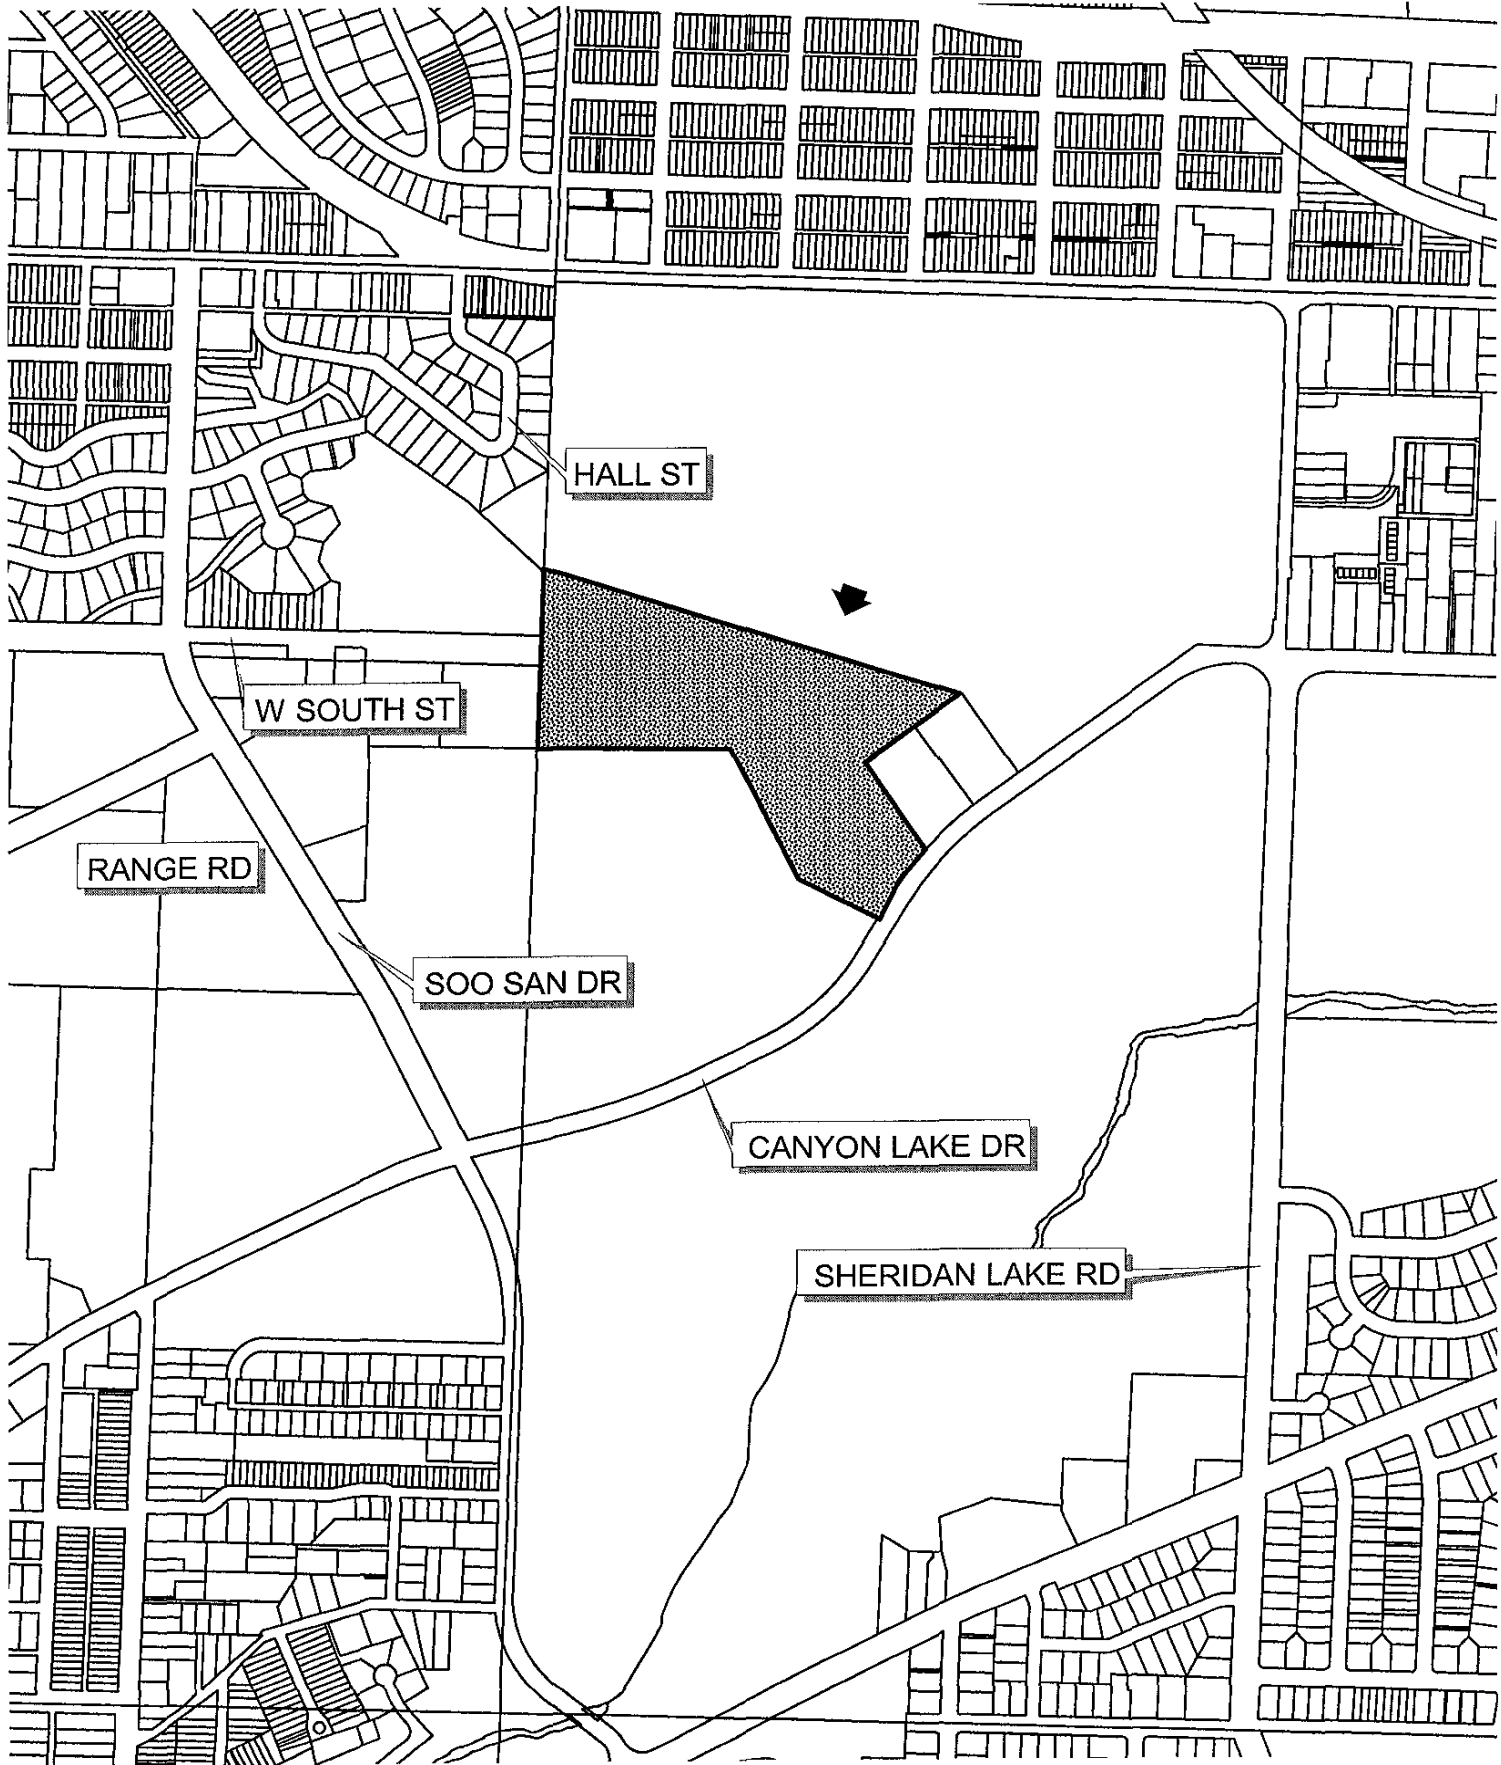 HALL ST
W SOUTH ST
RANGE RD
SOO SAN DR
CANYON LAKE DR
SHERIDAN LAKE RD